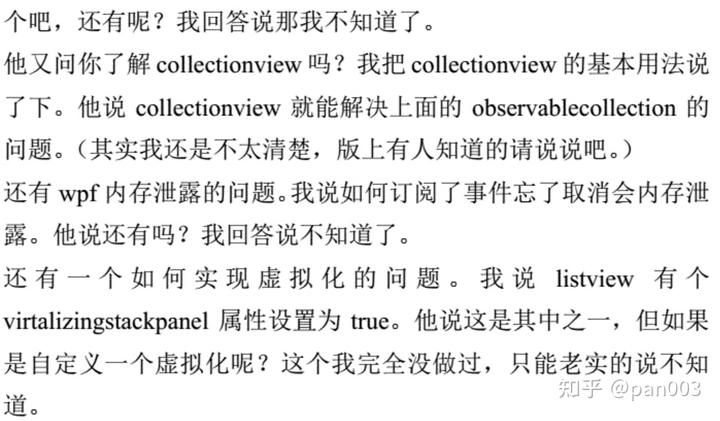 个吧，还有呢？我回答说那我不知道了。
他又问你了解 collectionview 吗？我把 collectionview 的基本用法说
了下。他说 collectionview 就能解决上面的 observablecollection 的
问题。（其实我还是不太清楚，版上有人知道的请说说吧。）
还有 wpf 内存泄露的问题。我说如何订阅了事件忘了取消会内存泄
露。他说还有吗？我回答说不知道了。
还有一个如何实现虚拟化的问题。我说 listview 有个
virtalizingstackpanel 属性设置为 true。他说这是其中之一，但如果
是自定义一个虚拟化呢？这个我完全没做过，只能老实的说不知
道。
知乎 @pan003